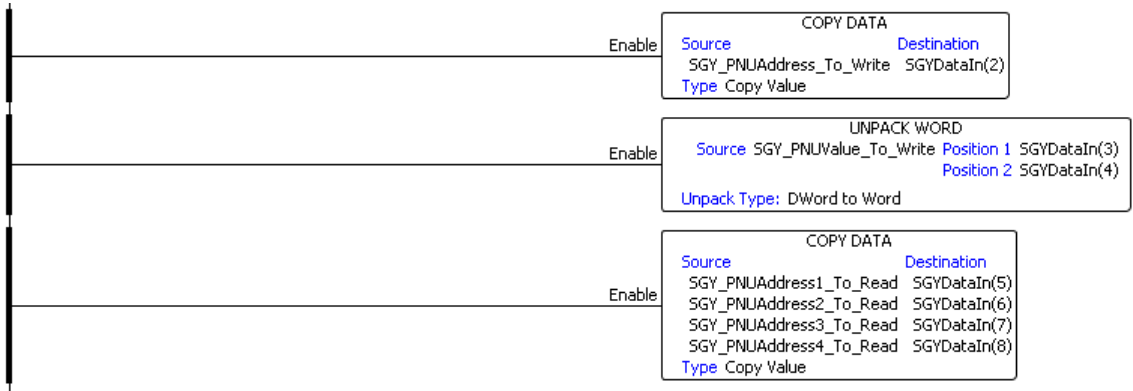 COPY DATA
Enable Source Destination
SGY_PNUAddress_To_Write SGYDataIn(2)
Type Copy Value
UNPACK WORD
Enable Source SGY_PNUValue_To_Write Position 1 SGYDataIn(3)
Position 2 SGYDataIn(4)
Unpack Type: DWord to Word
COPY DATA
Source Destination
SGY_PNUAddress1_To_Read SGYDataIn(5)
Enable SGY_PNUAddress2_To_Read SGYDataIn(6)
SGY_PNUAddress3_To_Read SGYDataIn(7)
SGY_PNUAddress4_To_Read SGYDataIn(8)
Type Copy Value